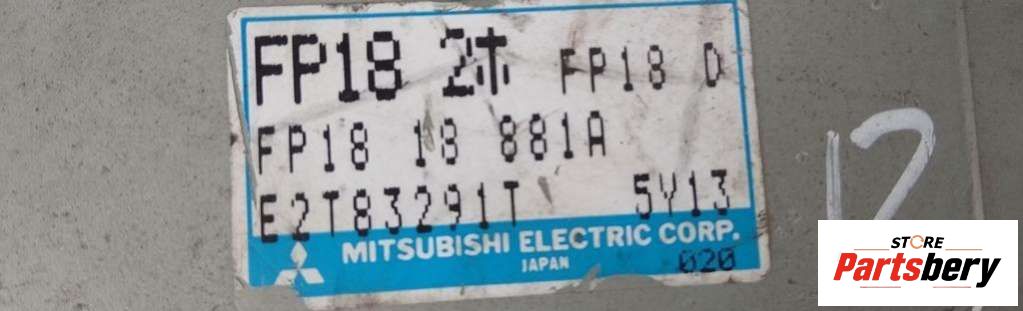 FP18 2ホ FP18 D
FP18 18 881A
E2T83291T 5Y13
MITSUBISHI ELECTRIC CORP.
JAPAN 020
12
STORE
Partsbery